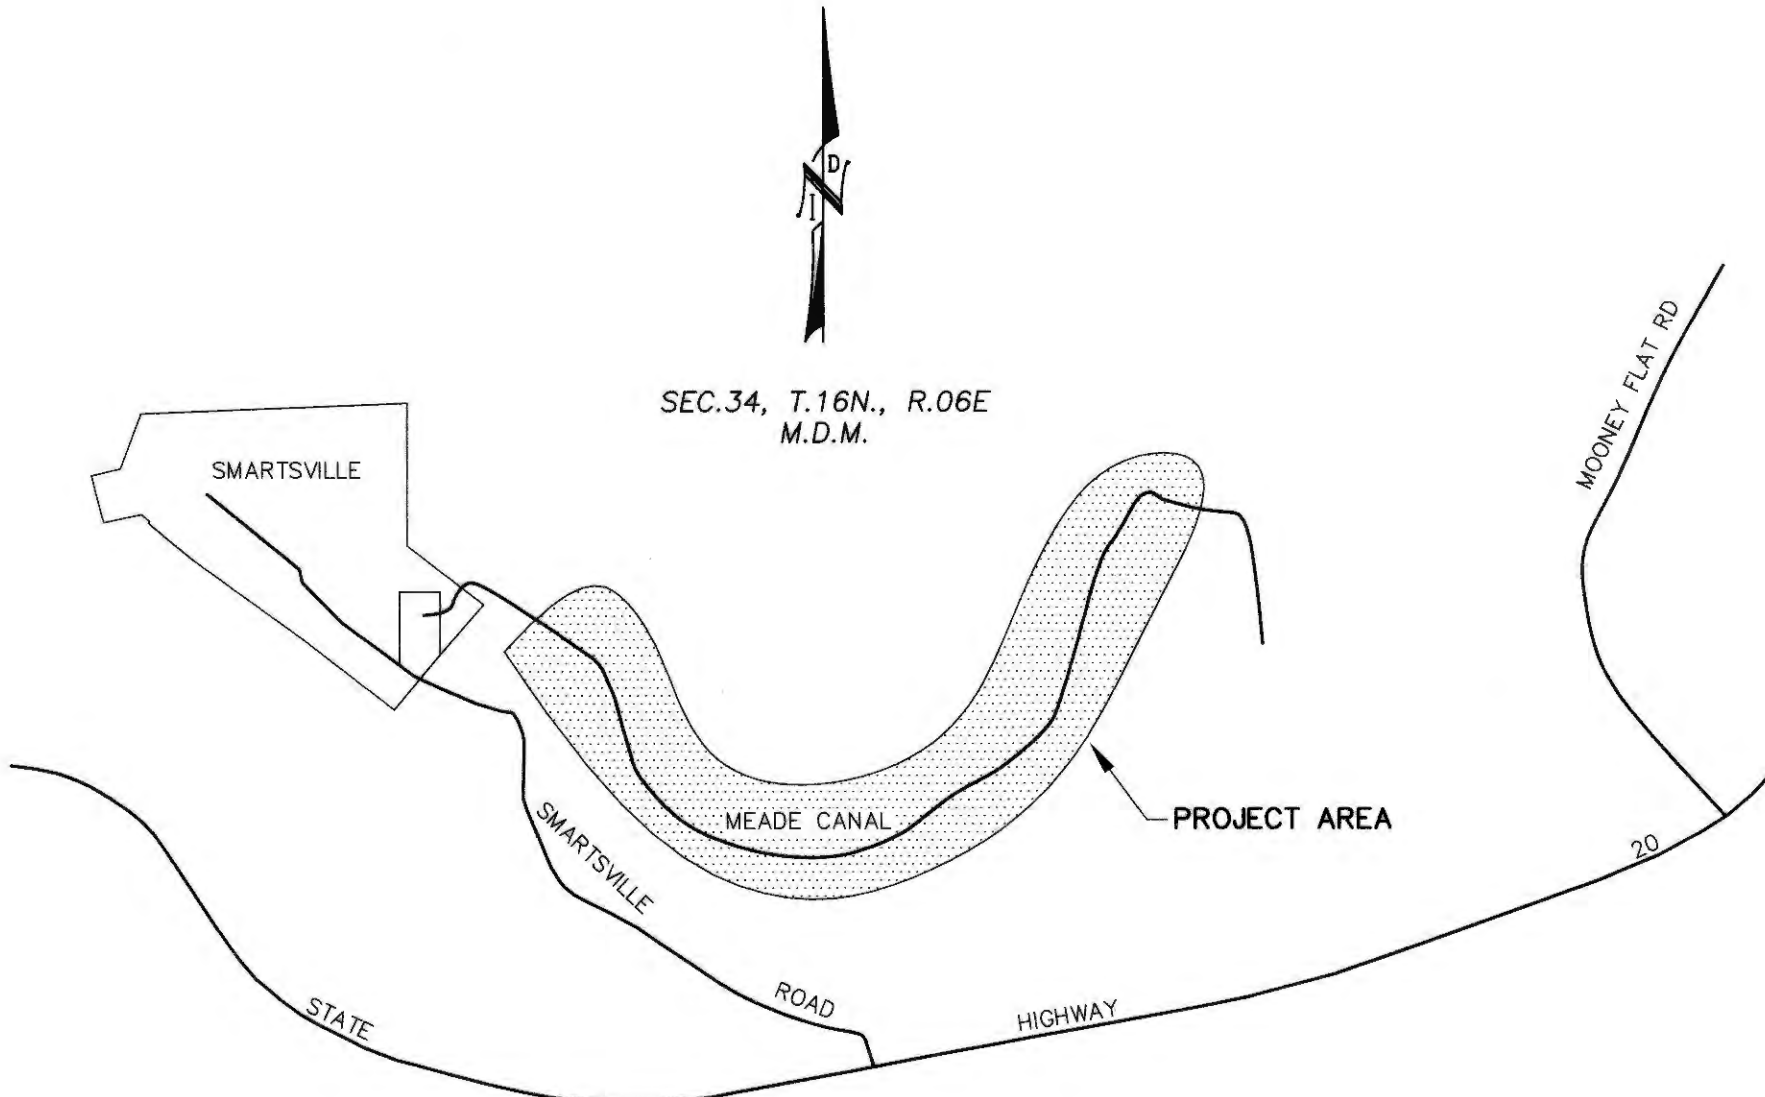 N
I
D
SEC.34, T.16N., R.06E
M.D.M.
MOONEY FLAT RD
SMARTSVILLE
MEADE CANAL
PROJECT AREA
SMARTSVILLE ROAD
STATE HIGHWAY 20